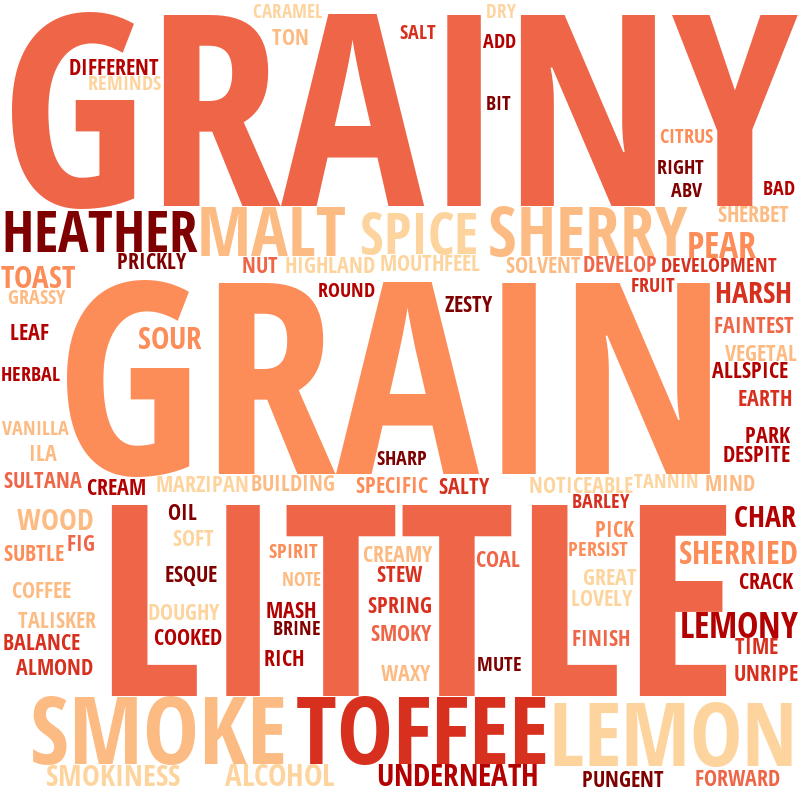 CARAMEL
DRY
GRAINY
TON
SALT
ADD
DIFFERENT
REMINDS
BIT
CITRUS
RIGHT
ABV
BAD
HEATHER
MALT
SPICE
SHERRY
SHERBET
PEAR
PRICKLY
NUT
HIGHLAND
MOUTHFEEL
SOLVENT
DEVELOP
DEVELOPMENT
TOAST
GRASSY
ROUND
ZESTY
FRUIT
HARSH
GRAIN
LEAF
SOUR
FAINTEST
VEGETAL
HERBAL
ALLSPICE
EARTH
VANILLA
PARK
ILA
SHARP
DESPITE
SULTANA
CREAM
MARZIPAN
BUILDING
SPECIFIC
SALTY
NOTICEABLE
TANNIN
MIND
BARLEY
LITTLE
WOOD
OIL
CHAR
SOFT
PICK
SUBTLE
FIG
SPIRIT
CREAMY
COAL
PERSIST
SHERRIED
ESQUE
NOTE
STEW
GREAT
CRACK
COFFEE
LOVELY
TALISKER
DOUGHY
MASH
SPRING
BRINE
SMOKY
LEMONY
BALANCE
COOKED
FINISH
TIME
ALMOND
RICH
WAXY
MUTE
UNRIPE
SMOKE
TOFFEE
LEMON
SMOKINESS
ALCOHOL
UNDERNEATH
PUNGENT
FORWARD